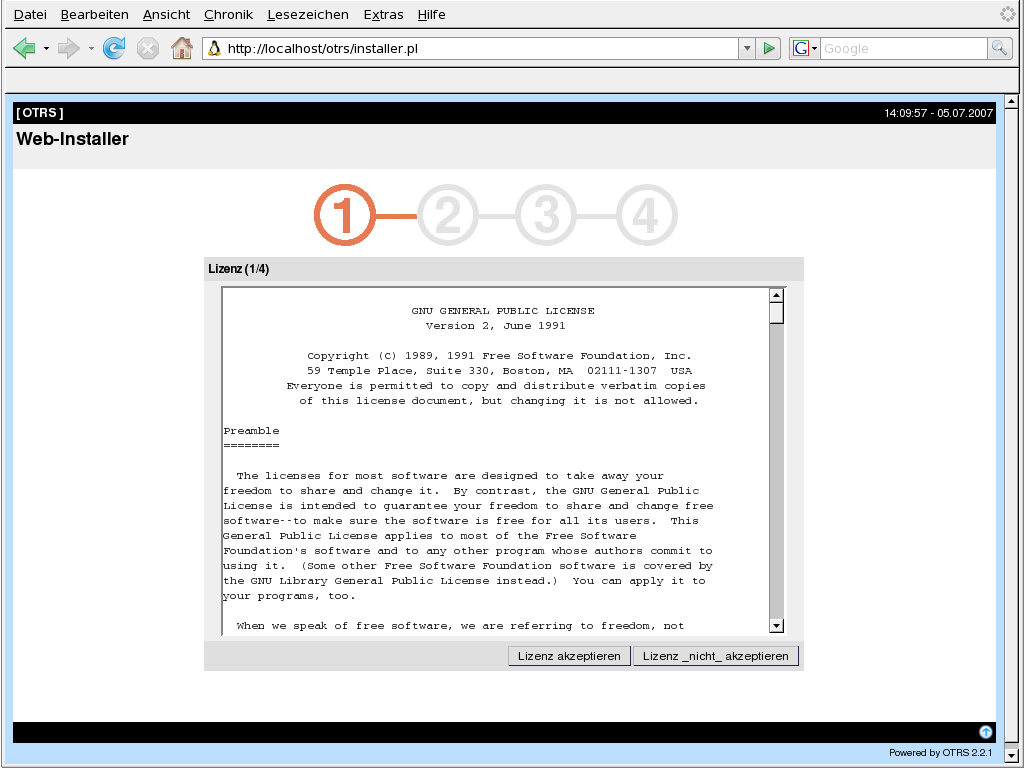 Datei Bearbeiten Ansicht Chronik Lesezeichen Extras Hilfe
http://localhost/otrs/installer.pl
G Google
[ OTRS ] 14:09:57 - 05.07.2007
Web-Installer
1 2 3 4
Lizenz (1/4)
GNU GENERAL PUBLIC LICENSE
Version 2, June 1991
Copyright (C) 1989, 1991 Free Software Foundation, Inc.
59 Temple Place, Suite 330, Boston, MA  02111-1307  USA
Everyone is permitted to copy and distribute verbatim copies
of this license document, but changing it is not allowed.
Preamble
========
The licenses for most software are designed to take away your
freedom to share and change it.  By contrast, the GNU General Public
License is intended to guarantee your freedom to share and change free
software--to make sure the software is free for all its users.  This
General Public License applies to most of the Free Software
Foundation's software and to any other program whose authors commit to
using it.  (Some other Free Software Foundation software is covered by
the GNU Library General Public License instead.)  You can apply it to
your programs, too.
When we speak of free software, we are referring to freedom, not
Lizenz akzeptieren Lizenz _nicht_ akzeptieren
Powered by OTRS 2.2.1